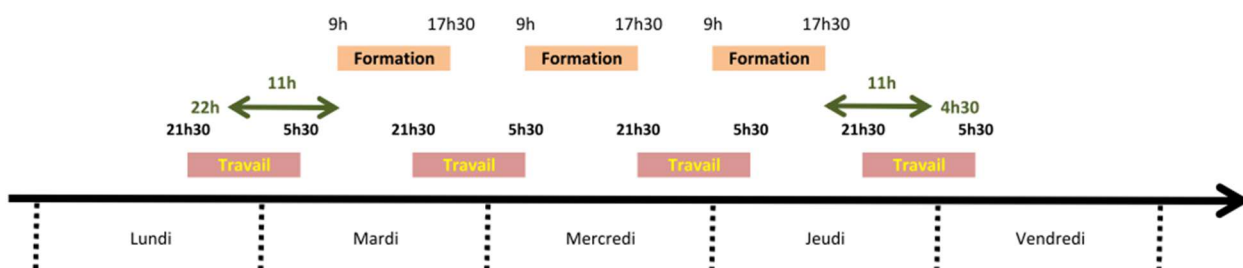 9h 17h30 9h 17h30 9h 17h30
Formation Formation Formation
11h 11h
22h 4h30
21h30 5h30 21h30 5h30 21h30 5h30 21h30 5h30
Travail Travail Travail Travail
Lundi Mardi Mercredi Jeudi Vendredi